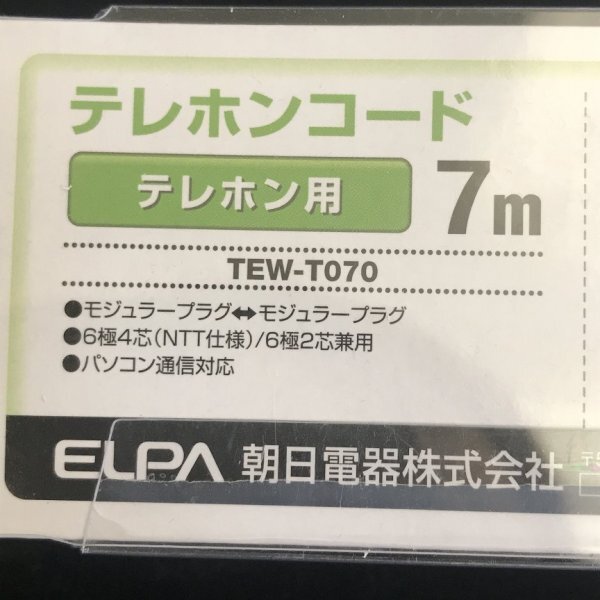 テレホンコード
テレホン用 7m
TEW-T070
●モジュラープラグ⬌モジュラープラグ
●6極4芯(NTT仕様)/6極2芯兼用
●パソコン通信対応
ELPA 朝日電器株式会社 〒5